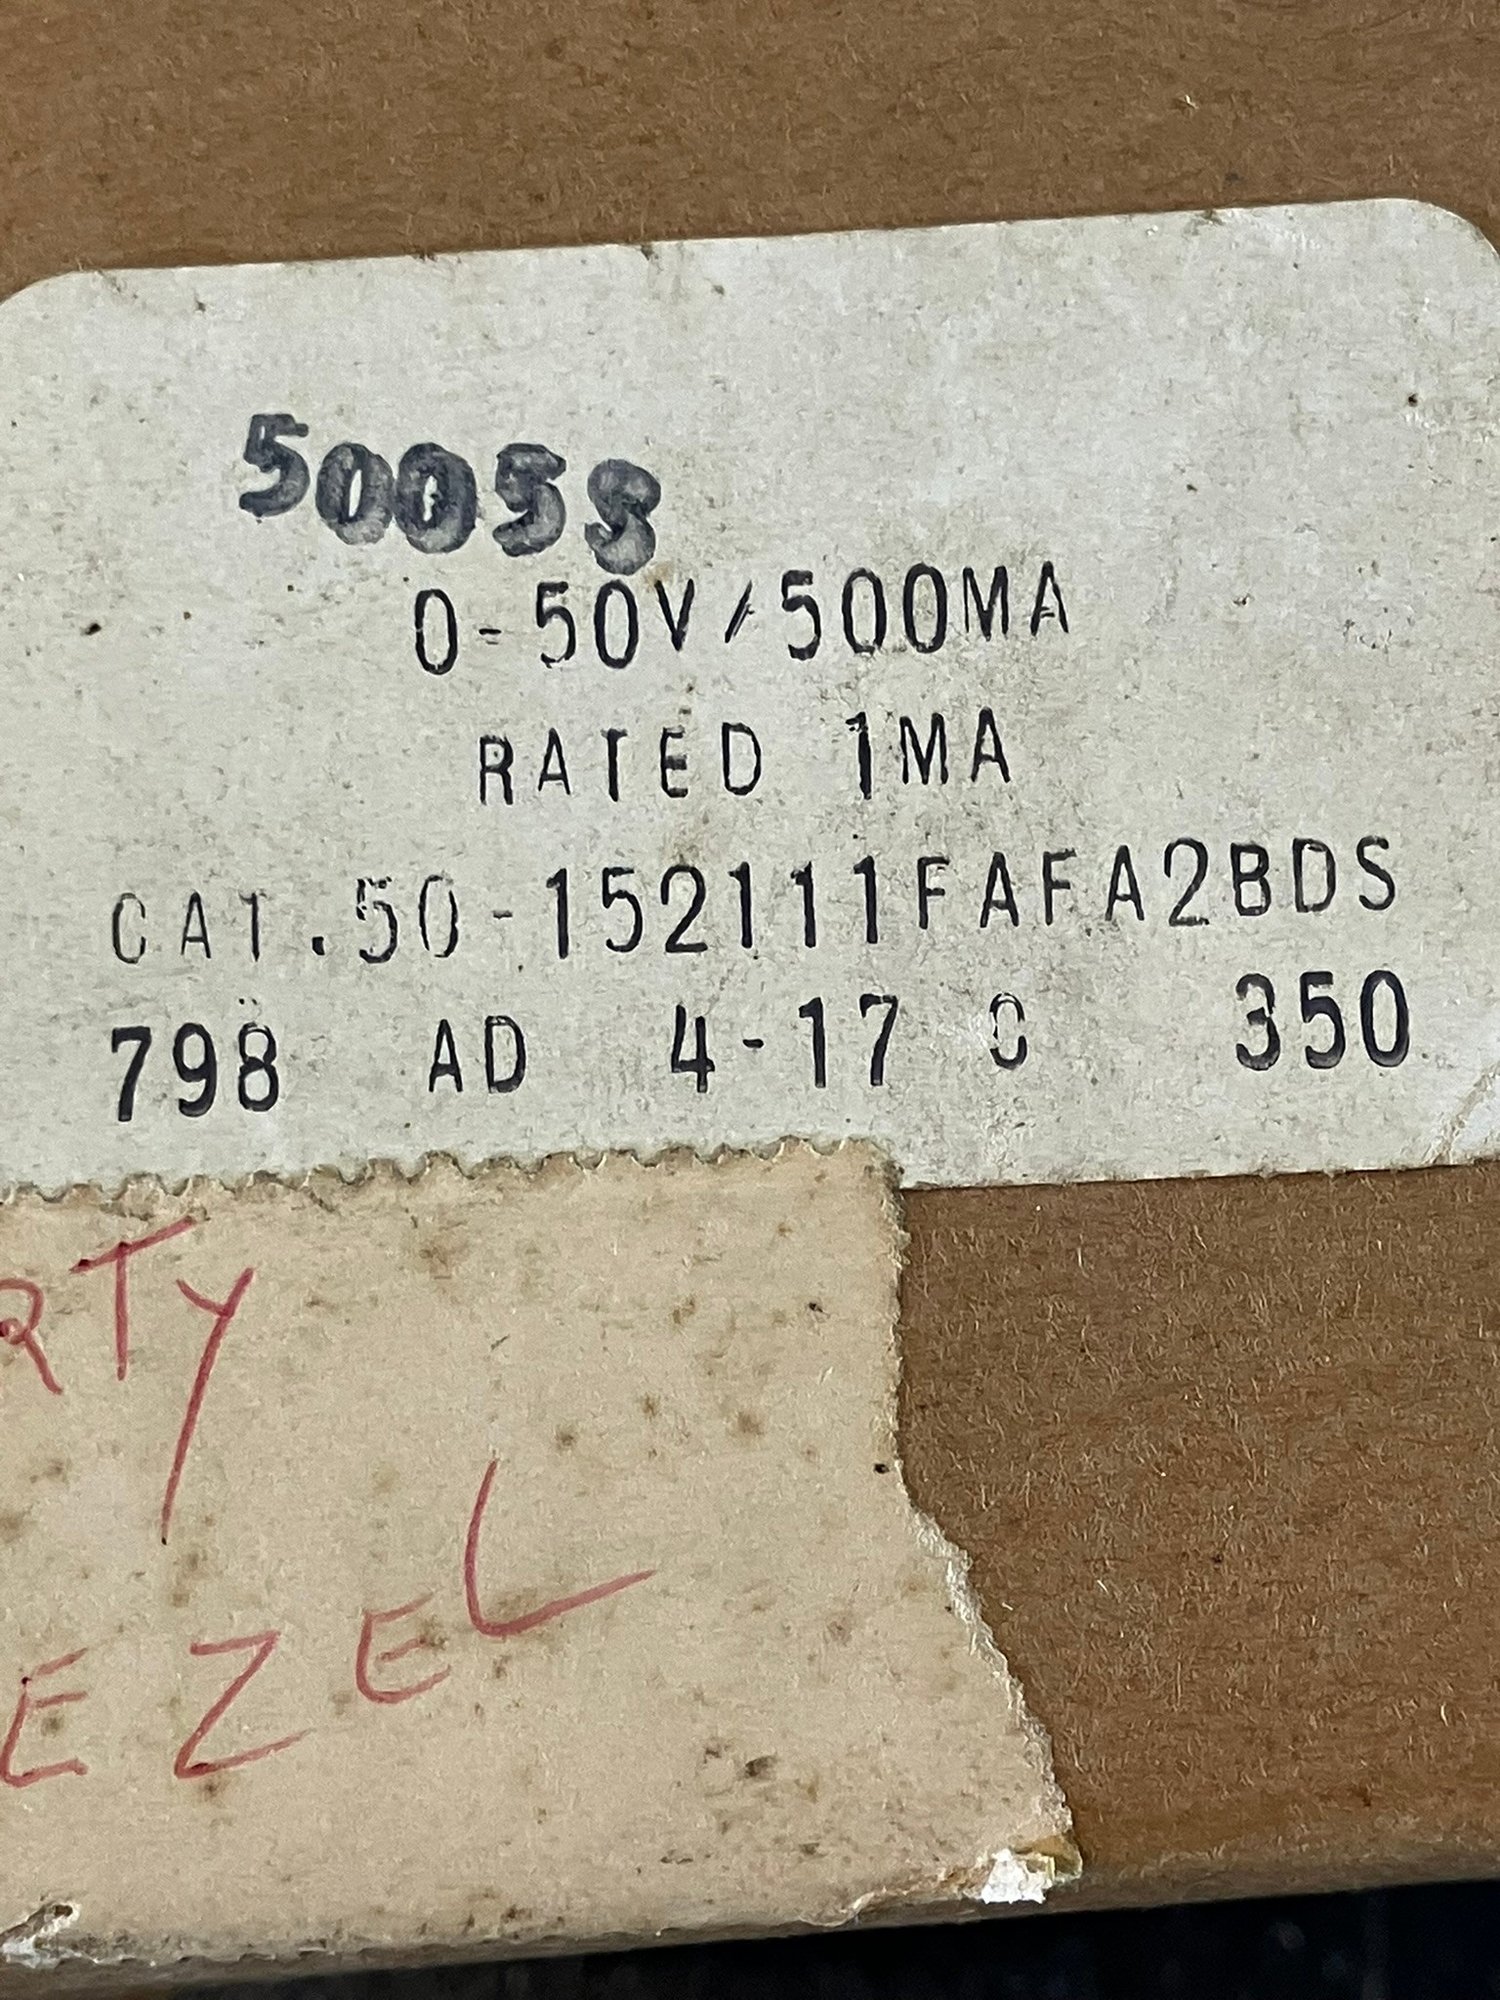 50058
0-50V/500MA
RATED 1MA
CAT.50-152111FAFA2BDS
798 AD 4-17 C 350
RTY
EZEL